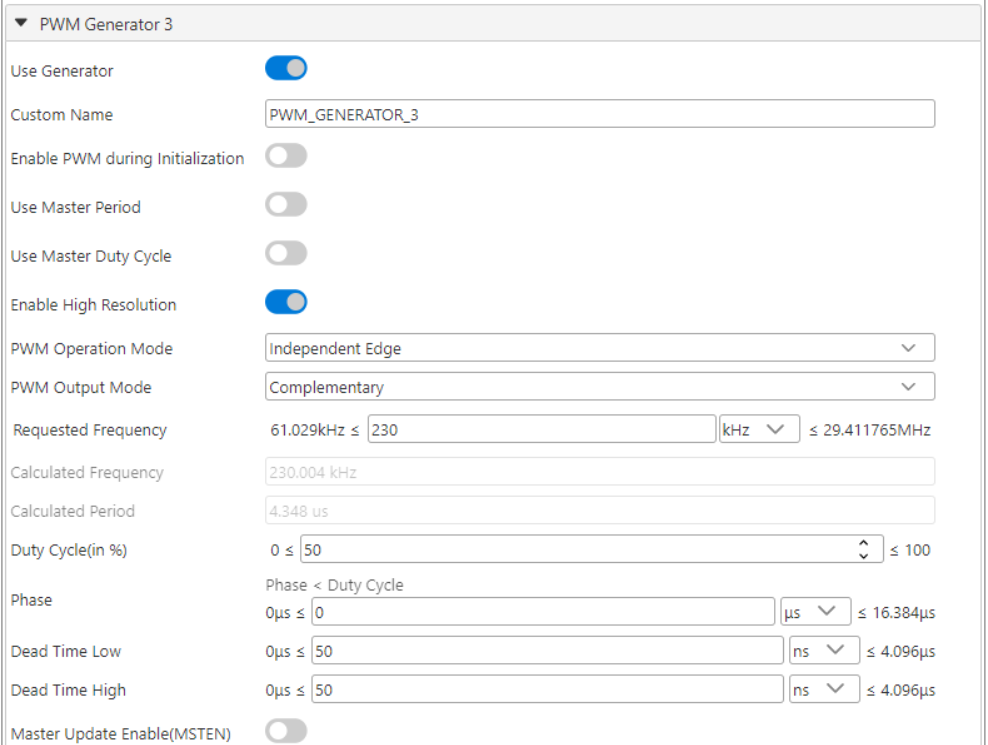 PWM Generator 3
Use Generator
Custom Name PWM_GENERATOR_3
Enable PWM during Initialization
Use Master Period
Use Master Duty Cycle
Enable High Resolution
PWM Operation Mode Independent Edge
PWM Output Mode Complementary
Requested Frequency 61.029kHz ≤ 230 kHz ≤ 29.411765MHz
Calculated Frequency 230.004 kHz
Calculated Period 4.348 us
Duty Cycle(in %) 0 ≤ 50 ≤ 100
Phase < Duty Cycle
Phase 0μs ≤ 0 μs ≤ 16.384μs
Dead Time Low 0μs ≤ 50 ns ≤ 4.096μs
Dead Time High 0μs ≤ 50 ns ≤ 4.096μs
Master Update Enable(MSTEN)